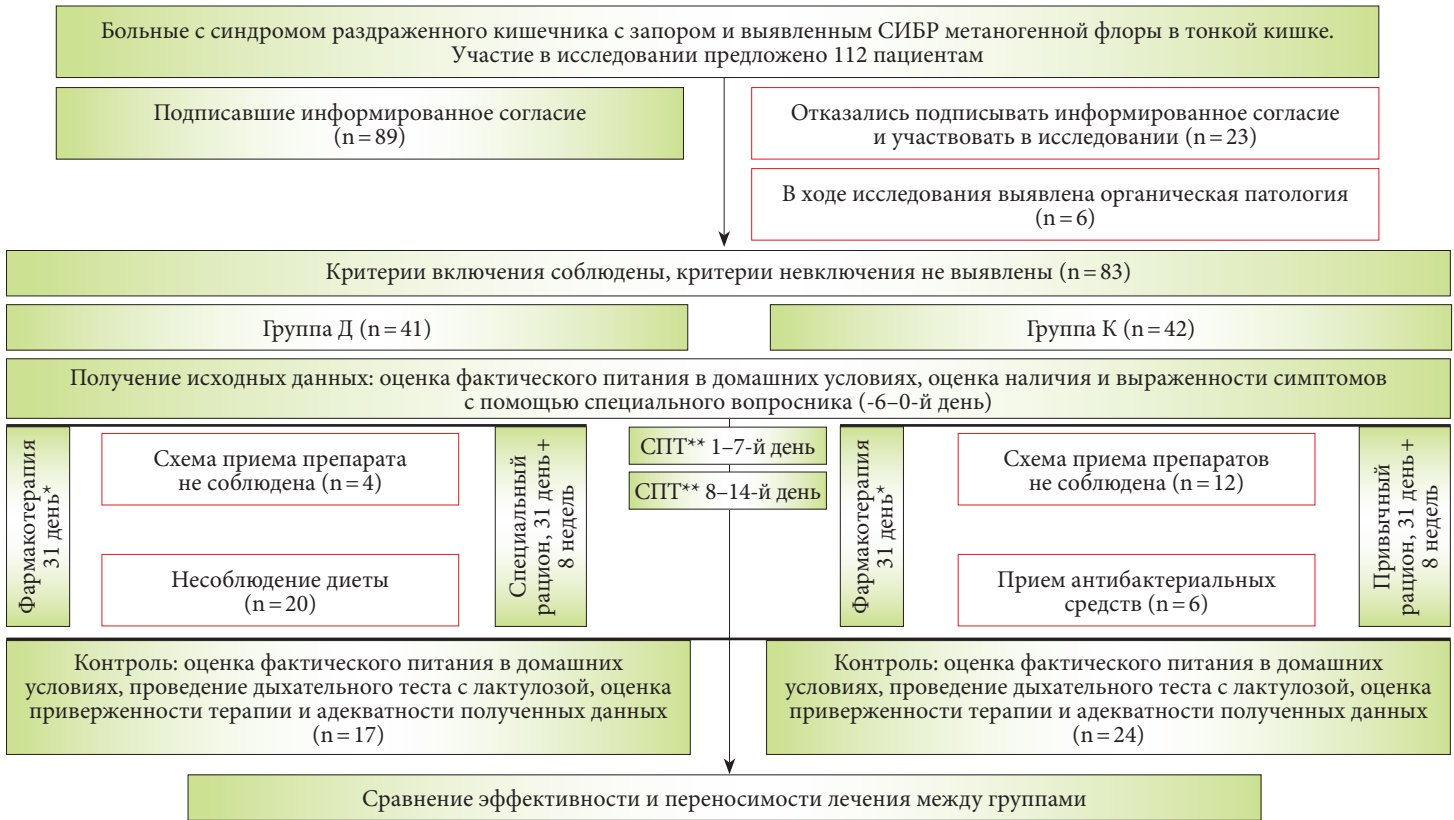 Больные с синдромом раздраженного кишечника с запором и выявленным СИБР метаногенной флоры в тонкой кишке.
Участие в исследовании предложено 112 пациентам
Подписавшие информированное согласие
(n = 89)
Отказались подписывать информированное согласие
и участвовать в исследовании (n = 23)
В ходе исследования выявлена органическая патология
(n = 6)
Критерии включения соблюдены, критерии невключения не выявлены (n = 83)
Группа Д (n = 41)
Группа К (n = 42)
Получение исходных данных: оценка фактического питания в домашних условиях, оценка наличия и выраженности симптомов
с помощью специального вопросника (-6–0-й день)
Фармакотерапия
31 день*
Схема приема препарата
не соблюдена (n = 4)
Несоблюдение диеты
(n = 20)
Специальный
рацион, 31 день +
8 недель
СПТ** 1–7-й день
СПТ** 8–14-й день
Фармакотерапия
31 день*
Схема приема препаратов
не соблюдена (n = 12)
Прием антибактериальных
средств (n = 6)
Привычный
рацион, 31 день +
8 недель
Контроль: оценка фактического питания в домашних
условиях, проведение дыхательного теста с лактулозой, оценка
приверженности терапии и адекватности полученных данных
(n = 17)
Контроль: оценка фактического питания в домашних
условиях, проведение дыхательного теста с лактулозой, оценка
приверженности терапии и адекватности полученных данных
(n = 24)
Сравнение эффективности и переносимости лечения между группами